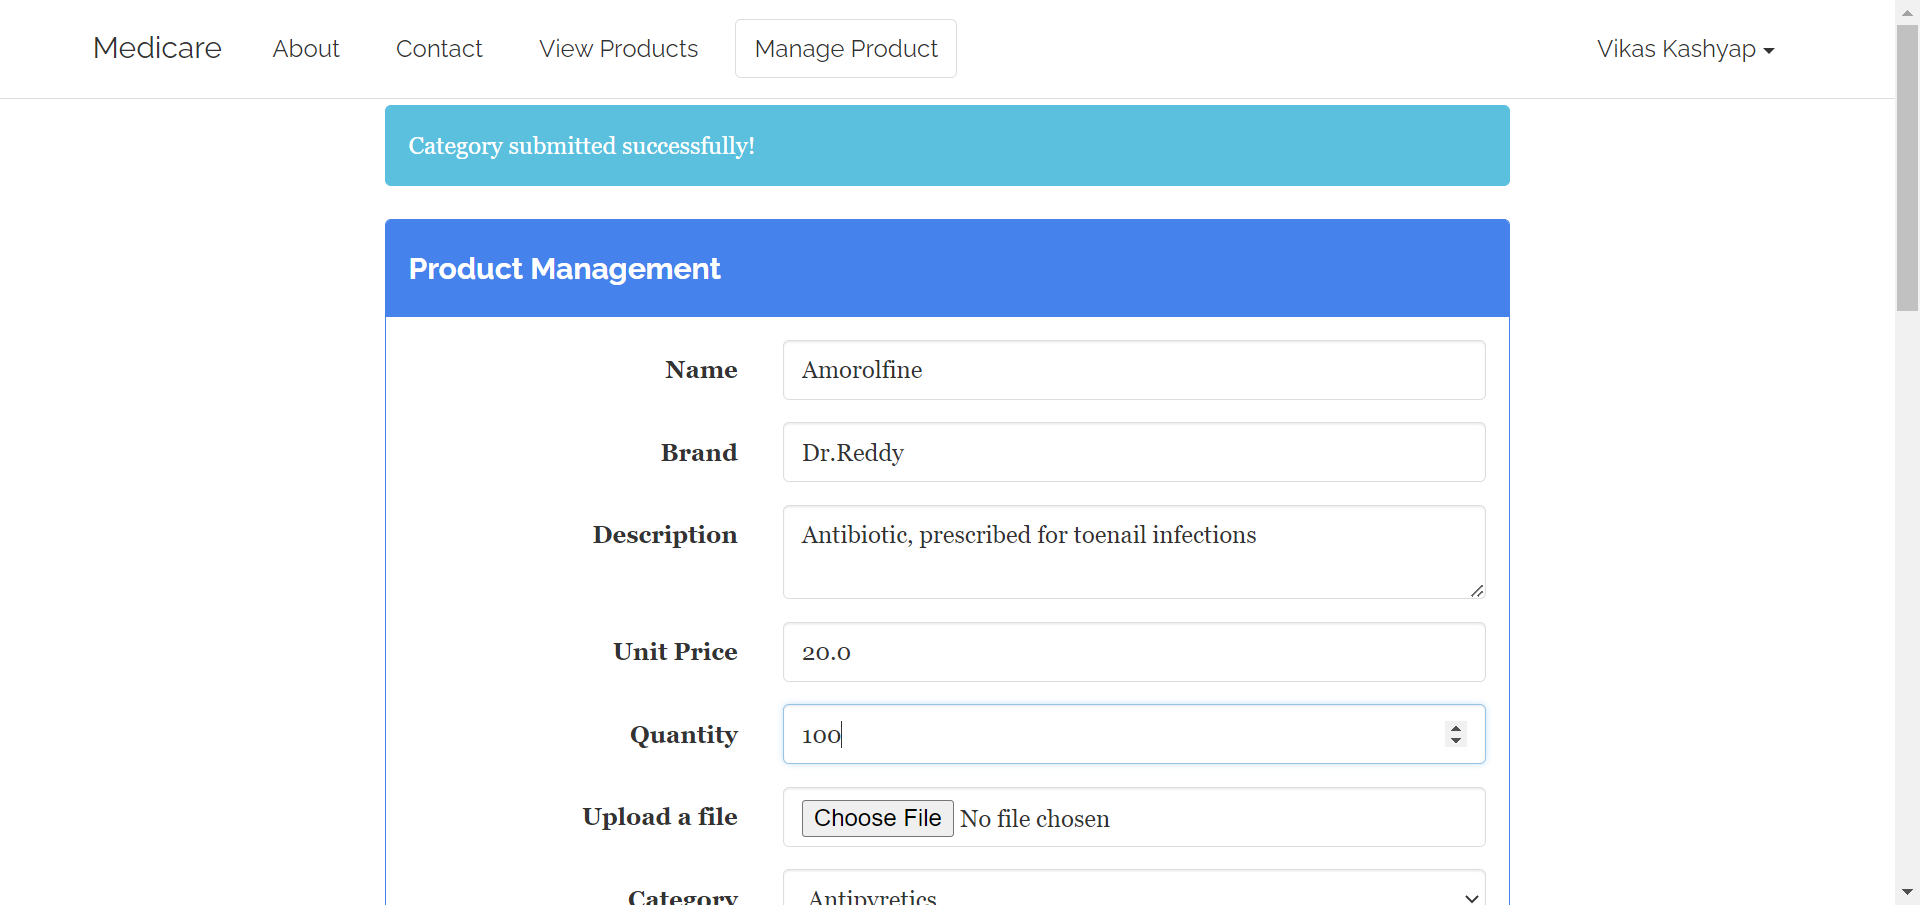 Medicare About Contact View Products Manage Product Vikas Kashyap
Category submitted successfully!
Product Management
Name Amorolfine
Brand Dr.Reddy
Description Antibiotic, prescribed for toenail infections
Unit Price 20.0
Quantity 100
Upload a file Choose File No file chosen
Category Antipyretics